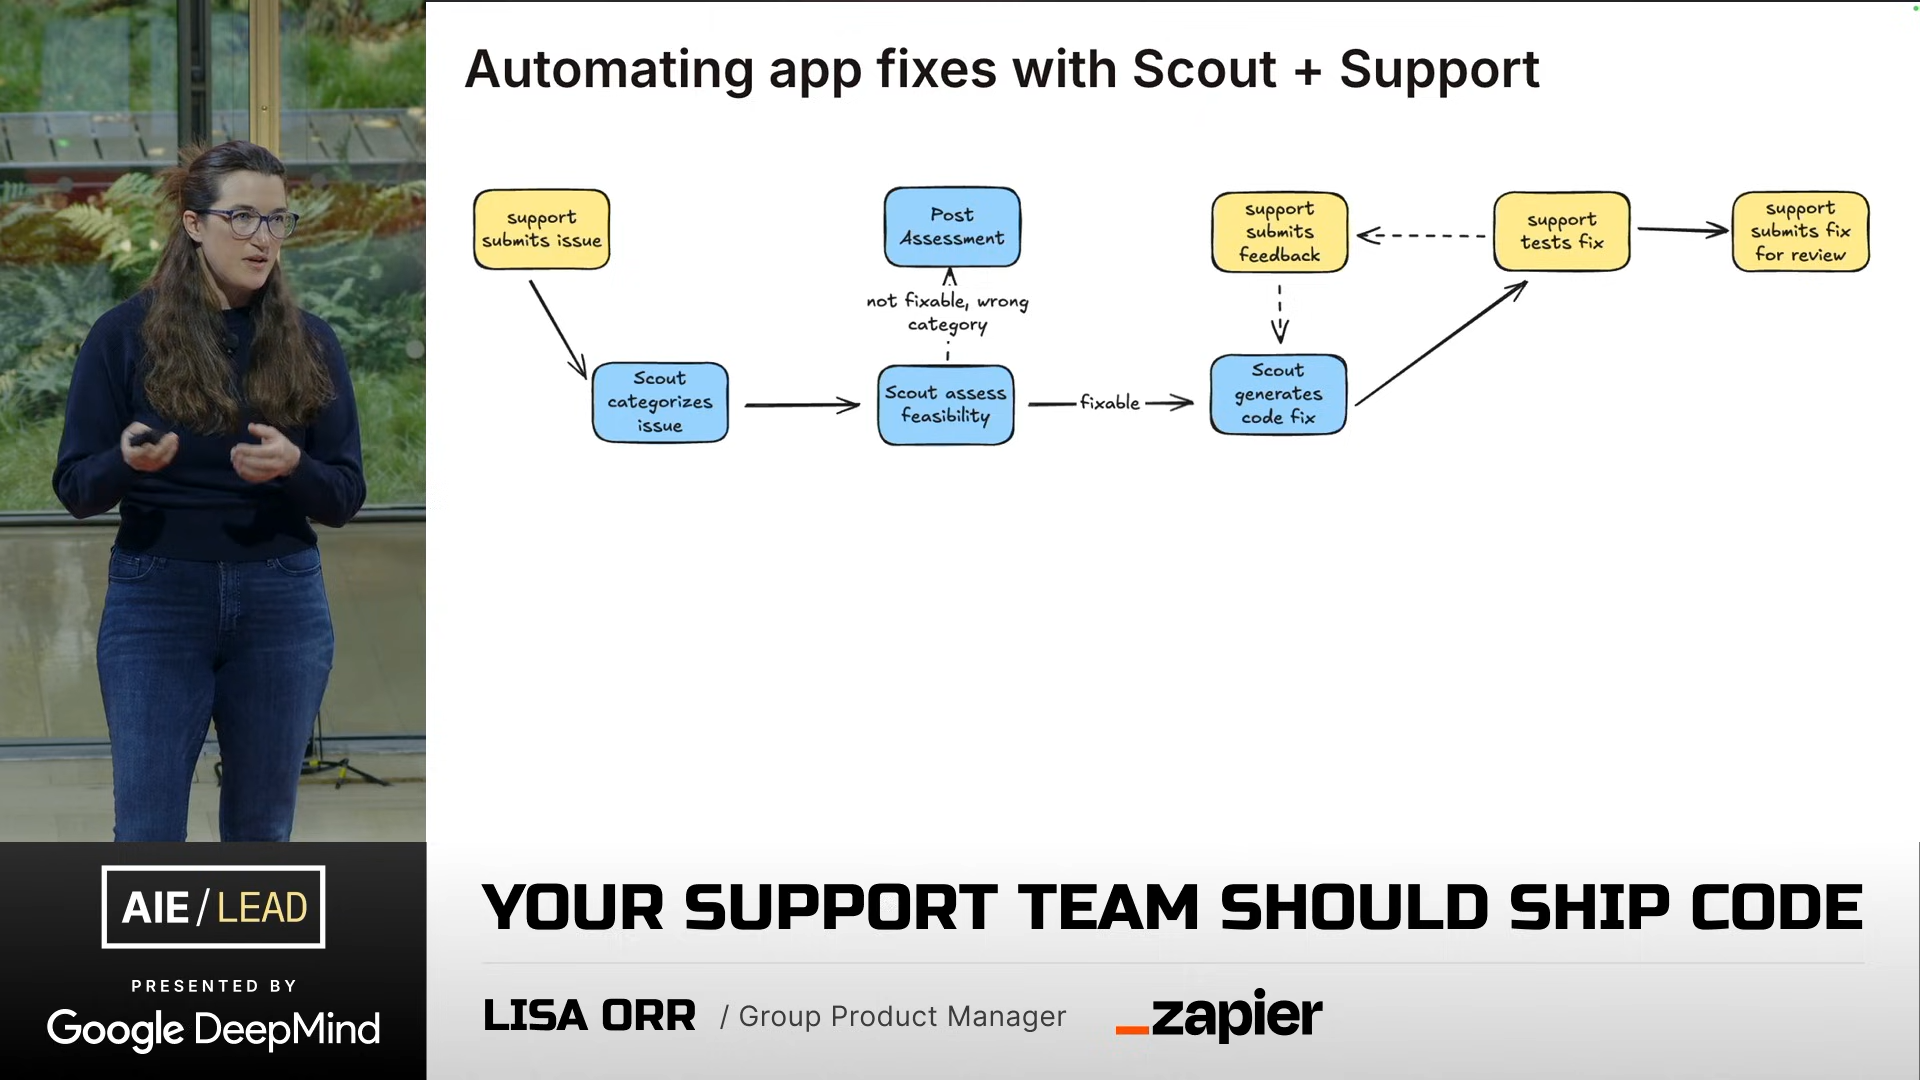 Automating app fixes with Scout + Support
support
submits issue
Post
Assessment
support
submits
feedback
support
tests fix
support
submits fix
for review
not fixable, wrong
category
Scout
categorizes
issue
Scout assess
feasibility
fixable
Scout
generates
code fix
AIE/LEAD
PRESENTED BY
Google DeepMind
YOUR SUPPORT TEAM SHOULD SHIP CODE
LISA ORR / Group Product Manager
zapier